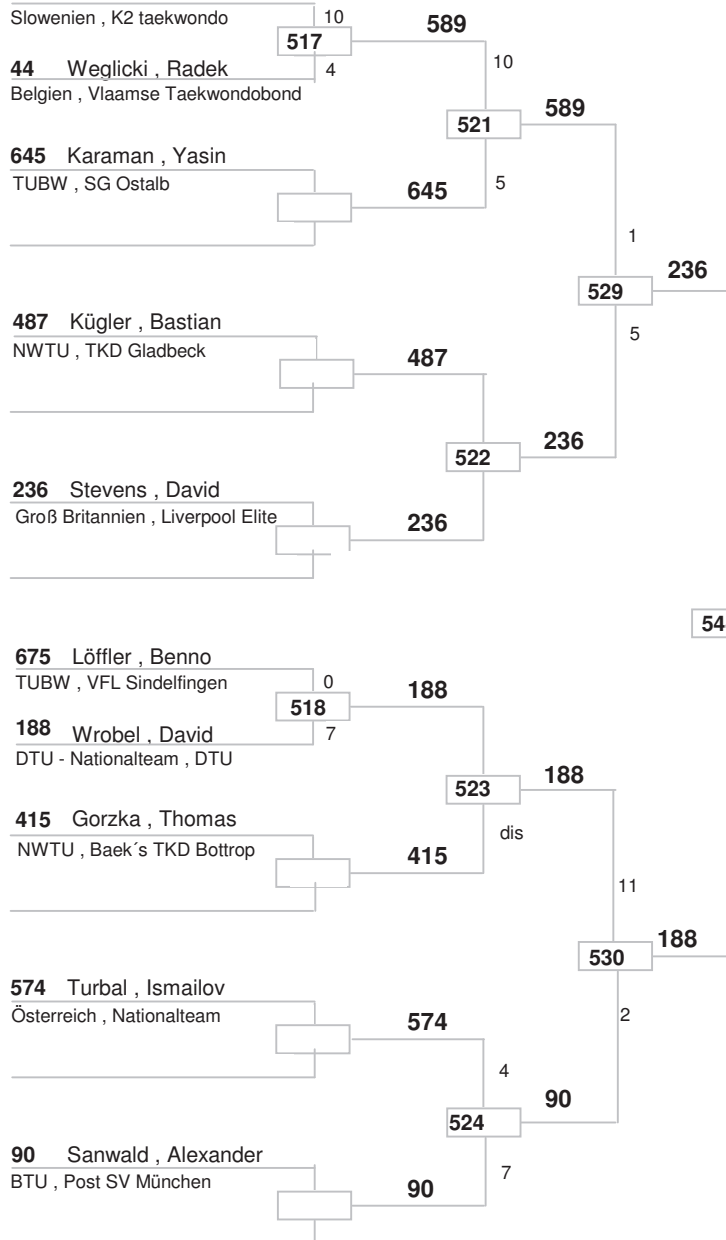 Slowenien , K2 taekwondo
10
589
517
44 Weglicki , Radek
4
10
Belgien , Vlaamse Taekwondobond
589
521
645 Karaman , Yasin
TUBW , SG Ostalb
645
5
1
236
529
487 Kügler , Bastian
5
NWTU , TKD Gladbeck
487
236
522
236 Stevens , David
Groß Britannien , Liverpool Elite
236
54
675 Löffler , Benno
TUBW , VFL Sindelfingen
0
188
518
188 Wrobel , David
7
DTU - Nationalteam , DTU
188
523
415 Gorzka , Thomas
dis
NWTU , Baek´s TKD Bottrop
415
11
188
530
574 Turbal , Ismailov
Österreich , Nationalteam
574
2
4
90
524
90 Sanwald , Alexander
7
BTU , Post SV München
90